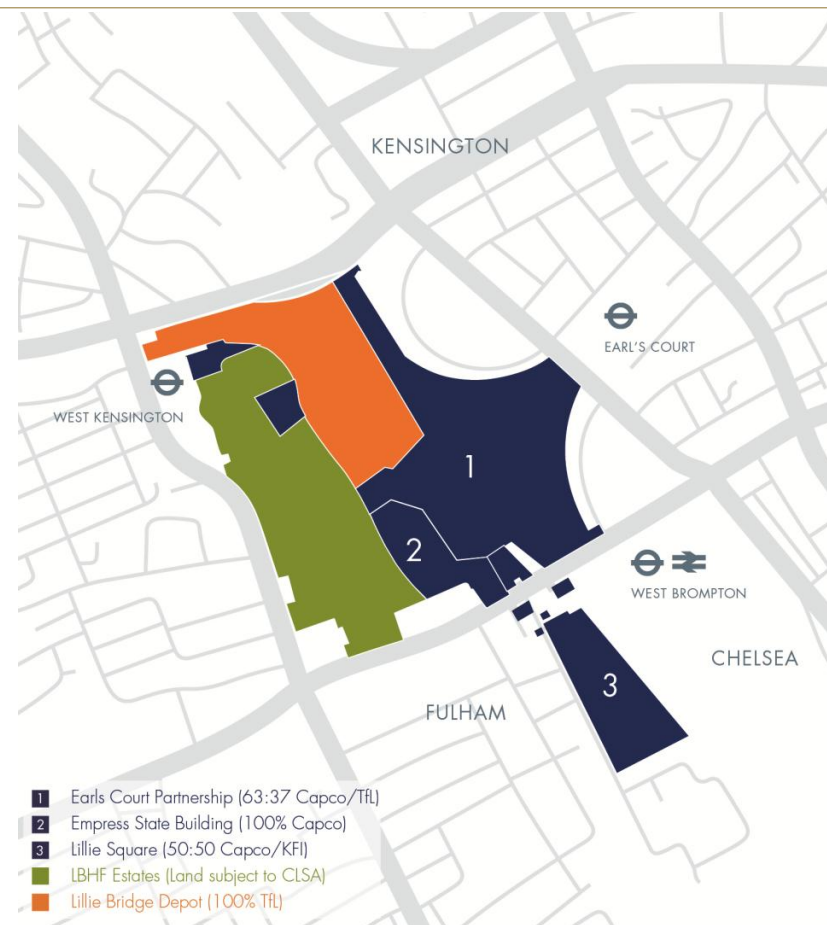 KENSINGTON
EARL'S COURT
WEST KENSINGTON
1
2
WEST BROMPTON
CHELSEA
3
FULHAM
1 Earls Court Partnership (63:37 Capco/TfL)
2 Empress State Building (100% Capco)
3 Lillie Square (50:50 Capco/KFI)
LBHF Estates (Land subject to CLSA)
Lillie Bridge Depot (100% TfL)